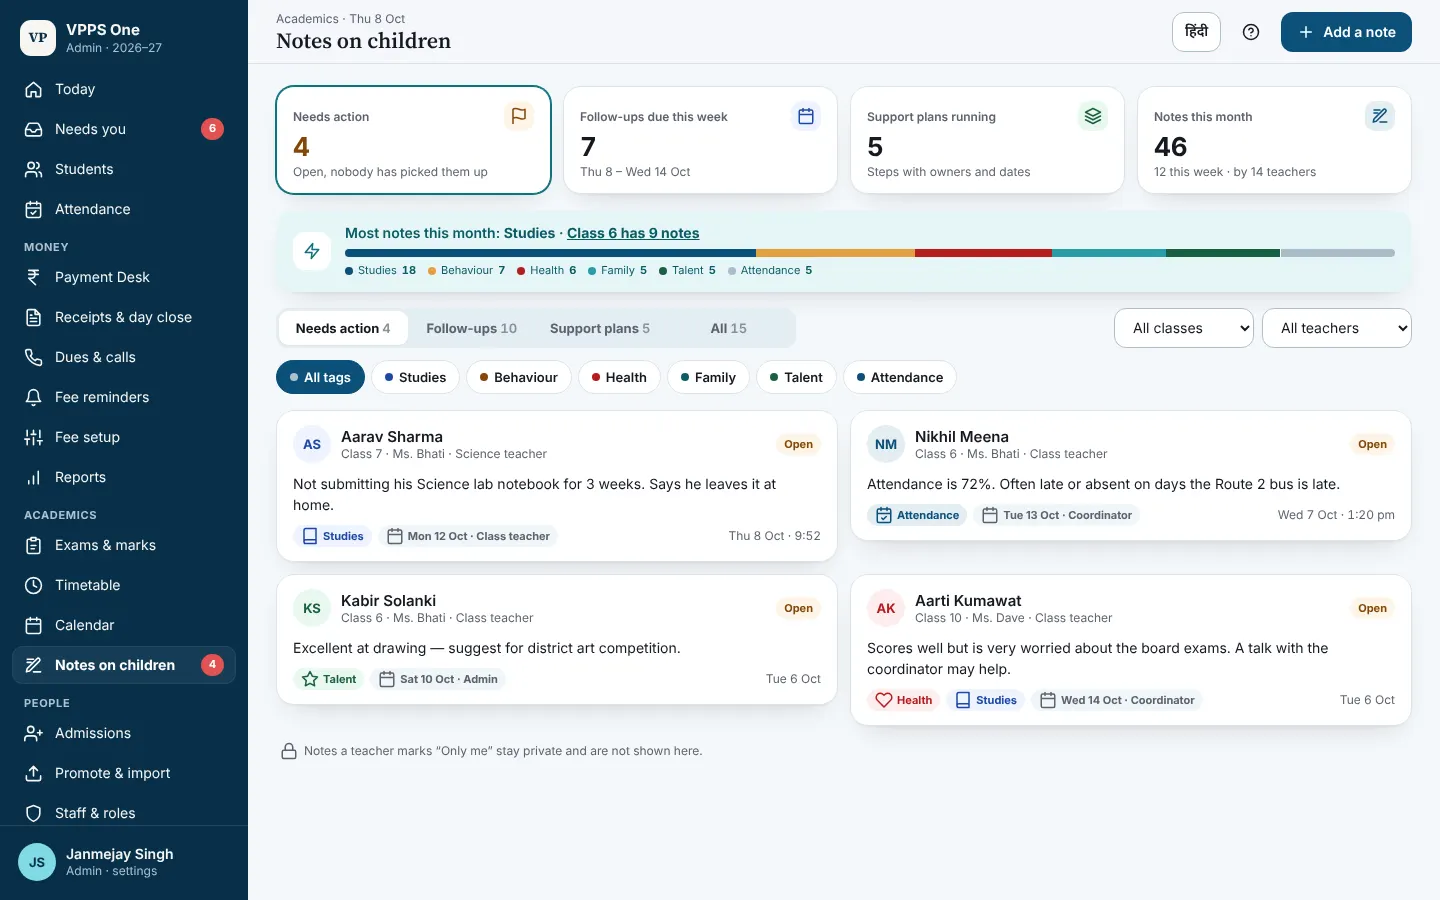 VP
VPPS One
Admin · 2026–27
Today
Needs you 6
Students
Attendance
MONEY
Payment Desk
Receipts & day close
Dues & calls
Fee reminders
Fee setup
Reports
ACADEMICS
Exams & marks
Timetable
Calendar
Notes on children 4
PEOPLE
Admissions
Promote & import
Staff & roles
JS
Janmejay Singh
Admin · settings
Academics · Thu 8 Oct
Notes on children
हिंदी
Add a note
Needs action
4
Open, nobody has picked them up
Follow-ups due this week
7
Thu 8 – Wed 14 Oct
Support plans running
5
Steps with owners and dates
Notes this month
46
12 this week · by 14 teachers
Most notes this month: Studies · Class 6 has 9 notes
Studies 18 Behaviour 7 Health 6 Family 5 Talent 5 Attendance 5
Needs action 4 Follow-ups 10 Support plans 5 All 15
All classes All teachers
All tags Studies Behaviour Health Family Talent Attendance
AS
Aarav Sharma
Class 7 · Ms. Bhati · Science teacher
Open
Not submitting his Science lab notebook for 3 weeks. Says he leaves it at
home.
Studies Mon 12 Oct · Class teacher Thu 8 Oct · 9:52
NM
Nikhil Meena
Class 6 · Ms. Bhati · Class teacher
Open
Attendance is 72%. Often late or absent on days the Route 2 bus is late.
Attendance Tue 13 Oct · Coordinator Wed 7 Oct · 1:20 pm
KS
Kabir Solanki
Class 6 · Ms. Bhati · Class teacher
Open
Excellent at drawing — suggest for district art competition.
Talent Sat 10 Oct · Admin Tue 6 Oct
AK
Aarti Kumawat
Class 10 · Ms. Dave · Class teacher
Open
Scores well but is very worried about the board exams. A talk with the
coordinator may help.
Health Studies Wed 14 Oct · Coordinator Tue 6 Oct
Notes a teacher marks “Only me” stay private and are not shown here.